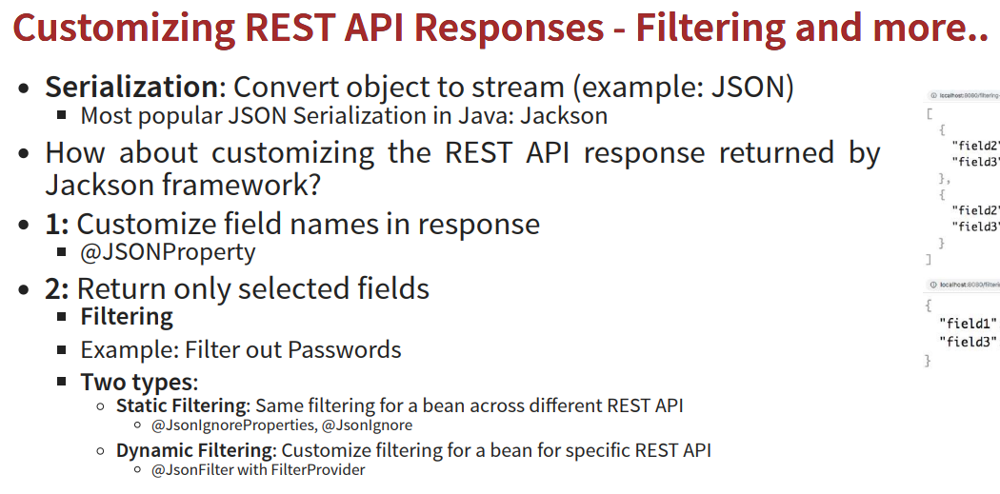 Customizing REST API Responses - Filtering and more..
Serialization: Convert object to stream (example: JSON)
Most popular JSON Serialization in Java: Jackson
How about customizing the REST API response returned by
Jackson framework?
1: Customize field names in response
@JSONProperty
2: Return only selected fields
Filtering
Example: Filter out Passwords
Two types:
Static Filtering: Same filtering for a bean across different REST API
@JsonIgnoreProperties, @JsonIgnore
Dynamic Filtering: Customize filtering for a bean for specific REST API
@JsonFilter with FilterProvider
localhost:8080/filtering
[
{
"field2"
"field3"
},
{
"field2"
"field3"
}
]
localhost:8080/filteri
{
"field1"
"field3"
}